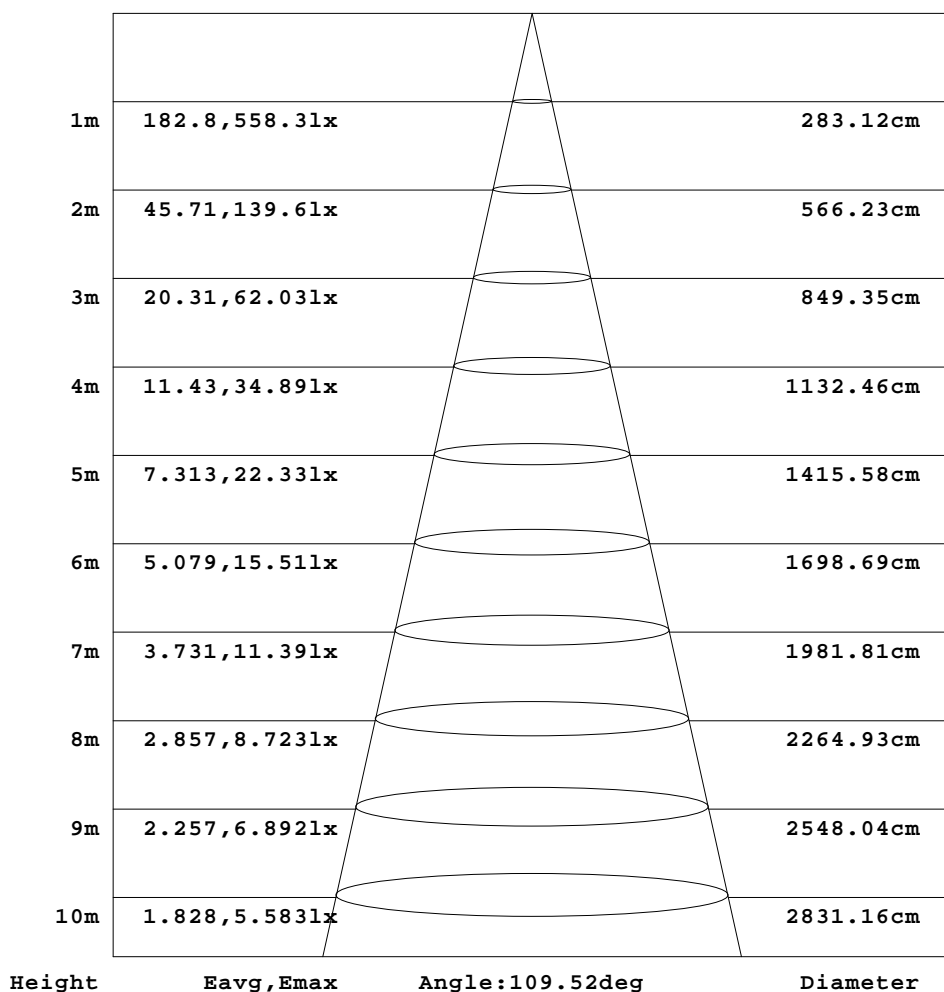 1m 182.8,558.3lx 283.12cm
2m 45.71,139.6lx 566.23cm
3m 20.31,62.03lx 849.35cm
4m 11.43,34.89lx 1132.46cm
5m 7.313,22.33lx 1415.58cm
6m 5.079,15.51lx 1698.69cm
7m 3.731,11.39lx 1981.81cm
8m 2.857,8.723lx 2264.93cm
9m 2.257,6.892lx 2548.04cm
10m 1.828,5.583lx 2831.16cm
Height Eavg,Emax Angle:109.52deg Diameter